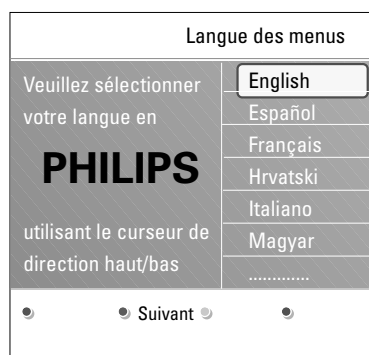 Langue des menus
Veuillez sélectionner
votre langue en
PHILIPS
utilisant le curseur de
direction haut/bas
English
Español
Français
Hrvatski
Italiano
Magyar
.............
Suivant